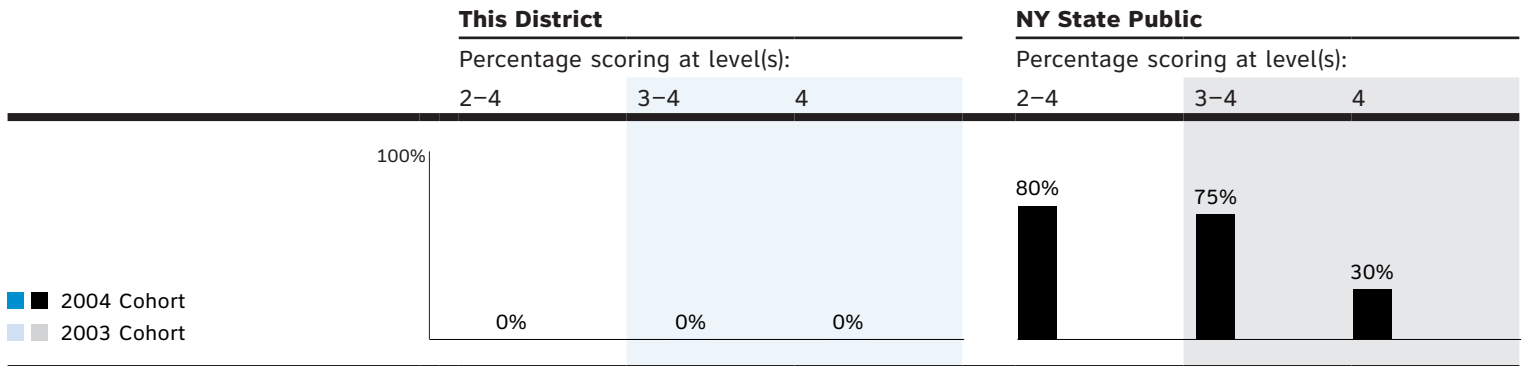 This District NY State Public
Percentage scoring at level(s): Percentage scoring at level(s):
2–4 3–4 4 2–4 3–4 4
100%
80%
75%
30%
0% 0% 0%
2004 Cohort
2003 Cohort